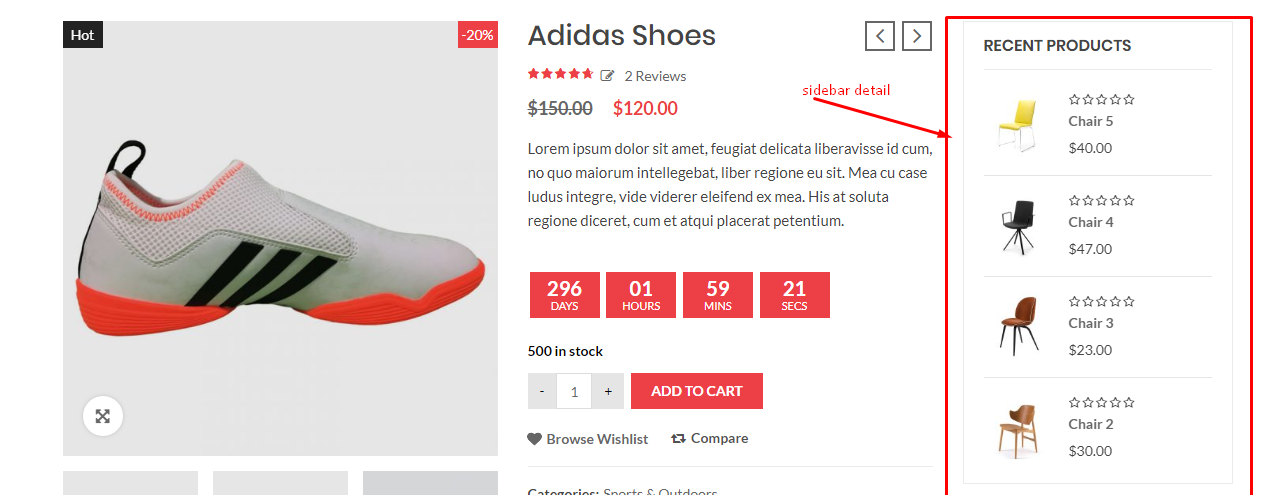 Hot
-20%
Adidas Shoes
2 Reviews
$150.00 $120.00
sidebar detail
Lorem ipsum dolor sit amet, feugiat delicata liberavisse id cum,
no quo maiorum intellegebat, liber regione eu sit. Mea cu case
ludus integre, vide viderer eleifend ex mea. His at soluta
regione diceret, cum et atqui placerat petentium.
296 01 59 21
DAYS HOURS MINS SECS
500 in stock
- 1 + ADD TO CART
Browse Wishlist Compare
Categories: Sports & Outdoors
RECENT PRODUCTS
Chair 5
$40.00
Chair 4
$47.00
Chair 3
$23.00
Chair 2
$30.00